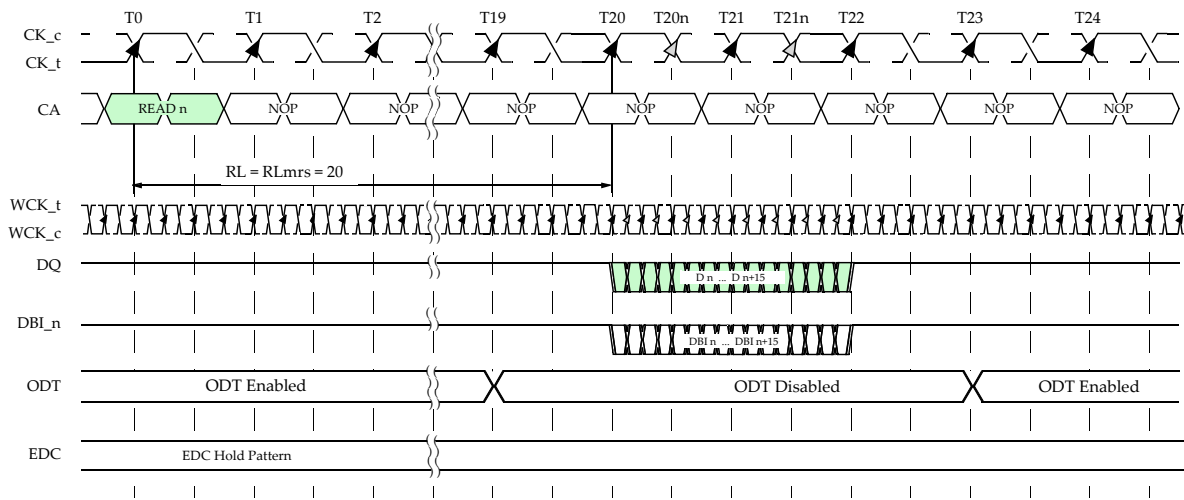 T0 T1 T2 T19 T20 T20n T21 T21n T22 T23 T24
CK_c
CK_t
CA READ n NOP NOP NOP NOP NOP NOP NOP NOP
RL = RLmrs = 20
WCK_t
WCK_c
DQ D n ... D n+15
DBI_n DBI n ... DBI n+15
ODT ODT Enabled ODT Disabled ODT Enabled
EDC EDC Hold Pattern